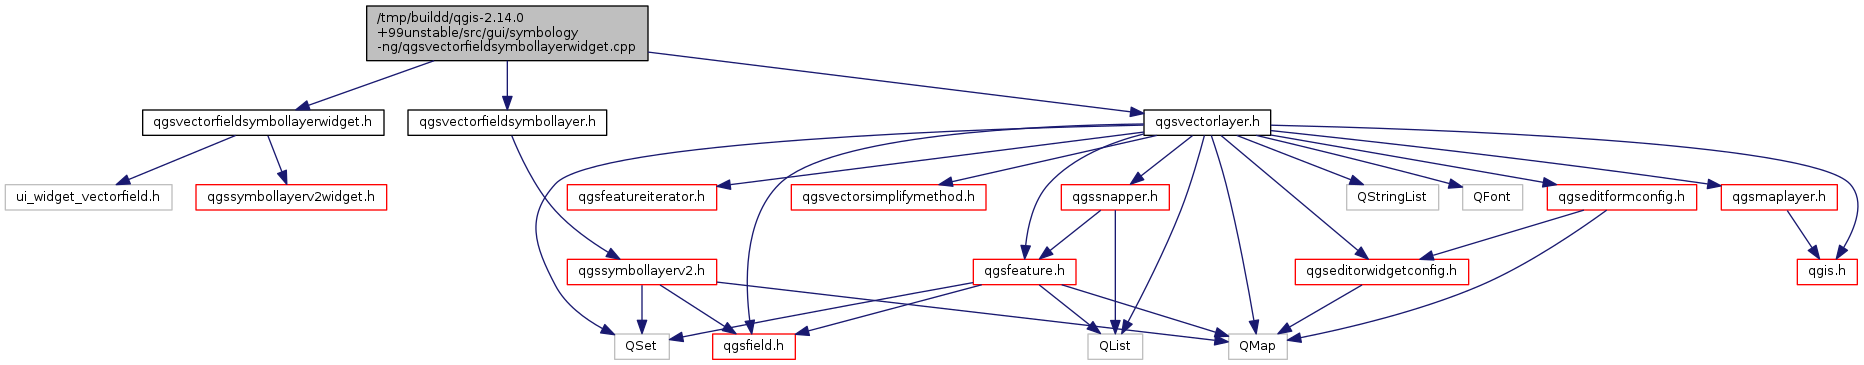 /tmp/buildd/qgis-2.14.0
+99unstable/src/gui/symbology
-ng/qgsvectorfieldsymbollayerwidget.cpp
qgsvectorfieldsymbollayerwidget.h
qgsvectorfieldsymbollayer.h
qgsvectorlayer.h
ui_widget_vectorfield.h
qgssymbollayerv2widget.h
qgsfeatureiterator.h
qgsvectorsimplifymethod.h
qgssnapper.h
QStringList
QFont
qgseditformconfig.h
qgsmaplayer.h
qgssymbollayerv2.h
qgsfeature.h
qgseditorwidgetconfig.h
qgis.h
QSet
qgsfield.h
QList
QMap